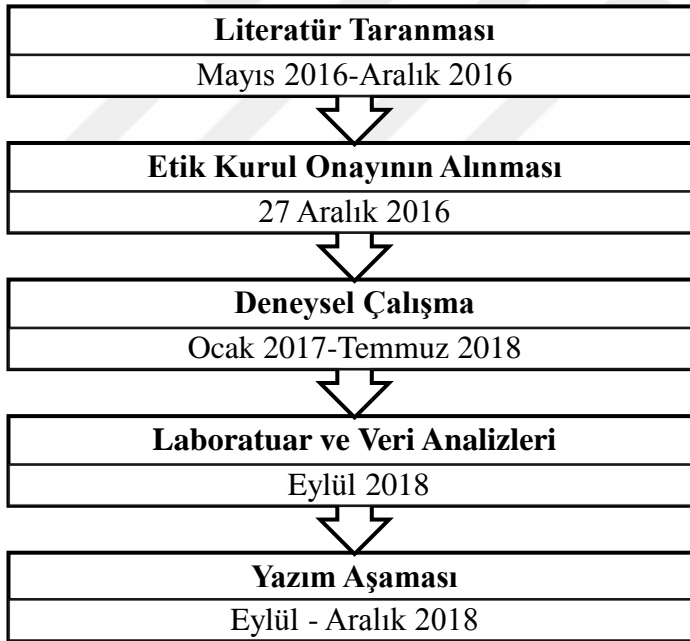 Literatür Taranması
Mayıs 2016-Aralık 2016
Etik Kurul Onayının Alınması
27 Aralık 2016
Deneysel Çalışma
Ocak 2017-Temmuz 2018
Laboratuar ve Veri Analizleri
Eylül 2018
Yazım Aşaması
Eylül - Aralık 2018